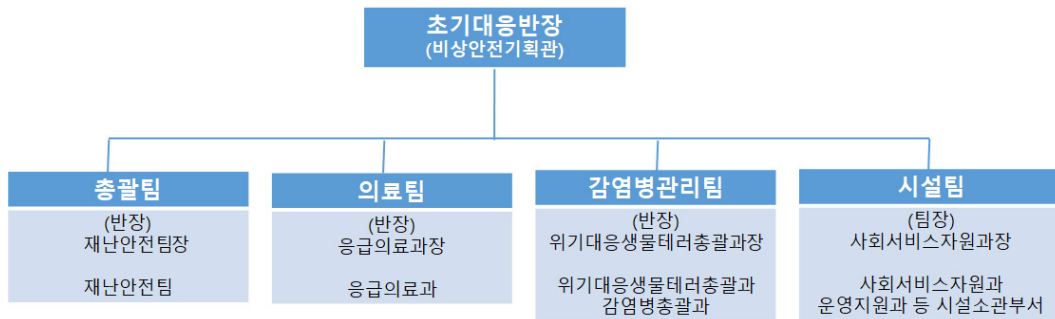 초기대응반장
(비상안전기획관)
총괄팀
(반장)
재난안전팀장
재난안전팀
의료팀
(반장)
응급의료과장
응급의료과
감염병관리팀
(반장)
위기대응생물테러총괄과장
위기대응생물테러총괄과
감염병총괄과
시설팀
(팀장)
사회서비스자원과장
사회서비스자원과
운영지원과 등 시설소관부서